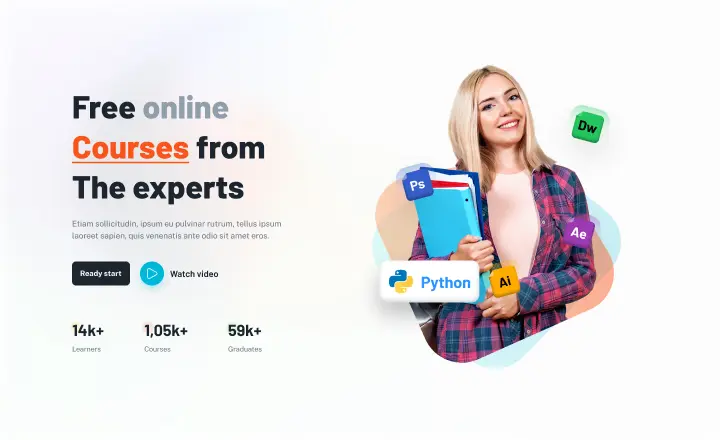 Free online
Courses from
The experts
Etiam sollicitudin, ipsum eu pulvinar rutrum, tellus ipsum
laoreet sapien, quis venenatis ante odio sit amet eros.
Ready start
Watch video
14k+
1,05k+
59k+
Learners
Courses
Graduates
Dw
Ps
Ae
Python
Ai